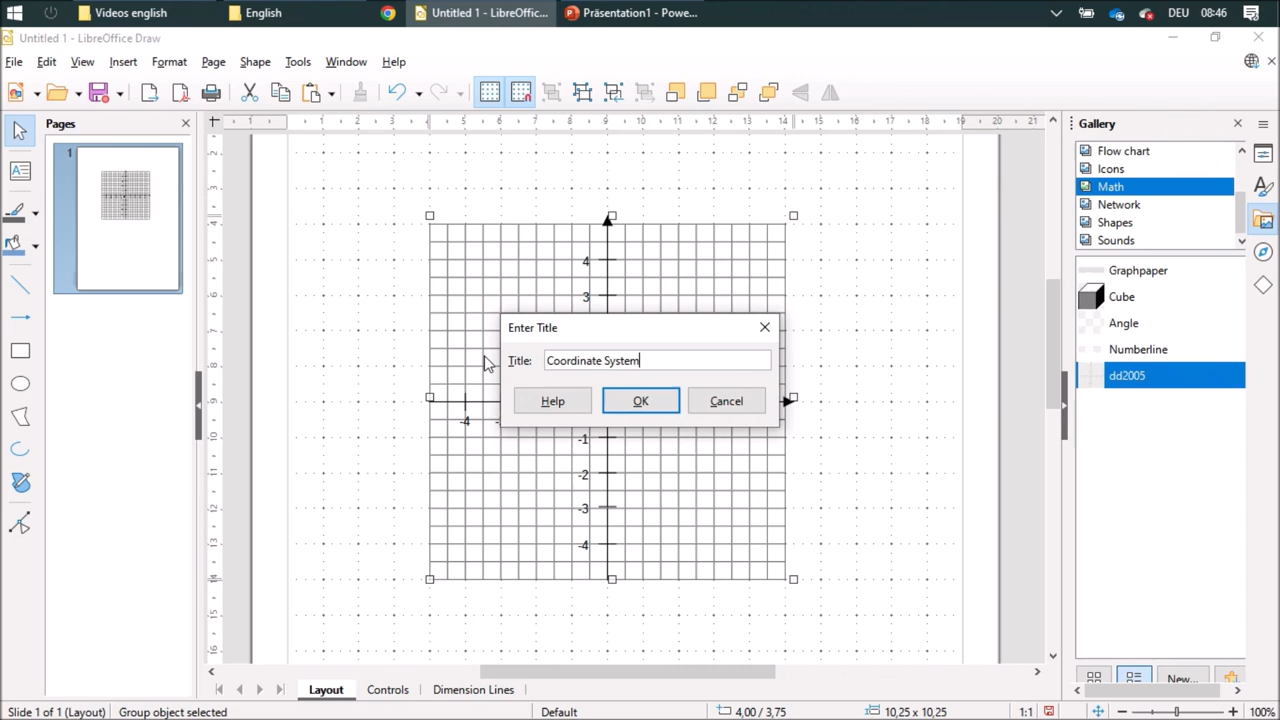 Videos english
English
Untitled 1 - LibreOffic...
Präsentation1 - Powe...
DEU
08:46
Untitled 1 - LibreOffice Draw
File Edit View Insert Format Page Shape Tools Window Help
Pages
1
Gallery
Flow chart
Icons
Math
Network
Shapes
Sounds
Graphpaper
Cube
Angle
Numberline
dd2005
4
3
Enter Title
Title: Coordinate System
Help OK Cancel
-4
-1
-2
-3
-4
New...
Layout Controls Dimension Lines
Slide 1 of 1 (Layout) Group object selected Default 4,00 / 3,75 10,25 x 10,25 1:1 100%